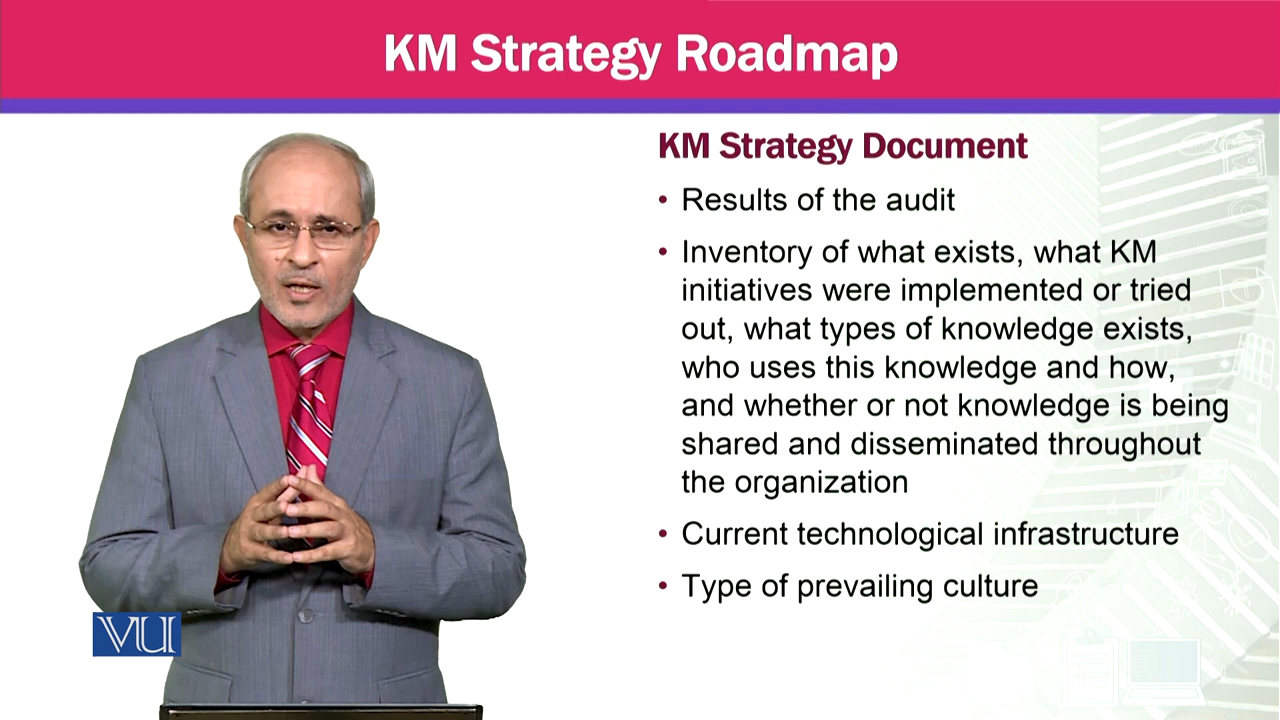 KM Strategy Roadmap
KM Strategy Document
• Results of the audit
• Inventory of what exists, what KM
initiatives were implemented or tried
out, what types of knowledge exists,
who uses this knowledge and how,
and whether or not knowledge is being
shared and disseminated throughout
the organization
• Current technological infrastructure
• Type of prevailing culture
VU